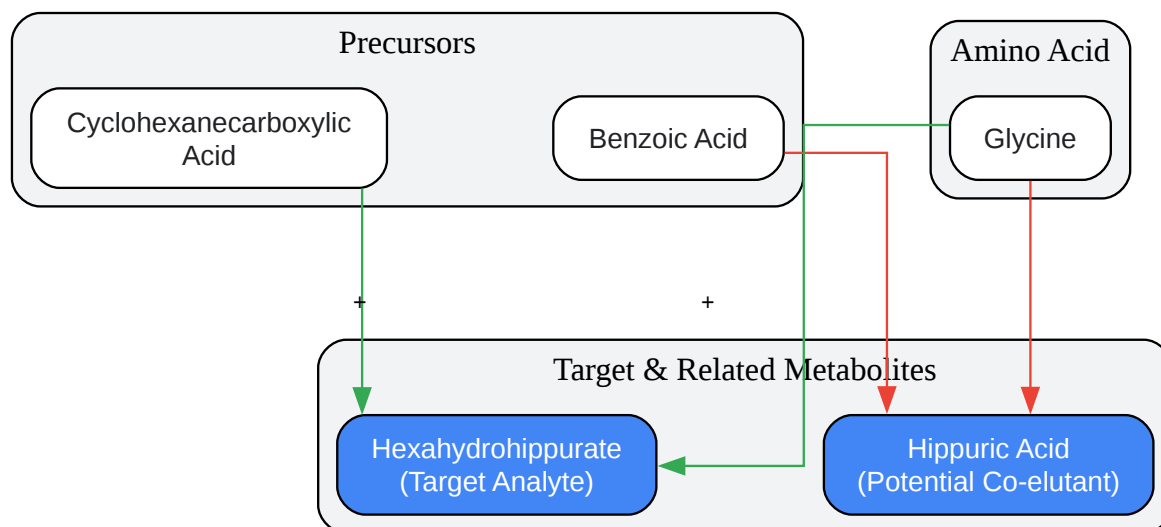 Precursors
Amino Acid
Cyclohexanecarboxylic
Acid
Benzoic Acid
Glycine
+
+
Target & Related Metabolites
Hexahydrohippurate
(Target Analyte)
Hippuric Acid
(Potential Co-elutant)